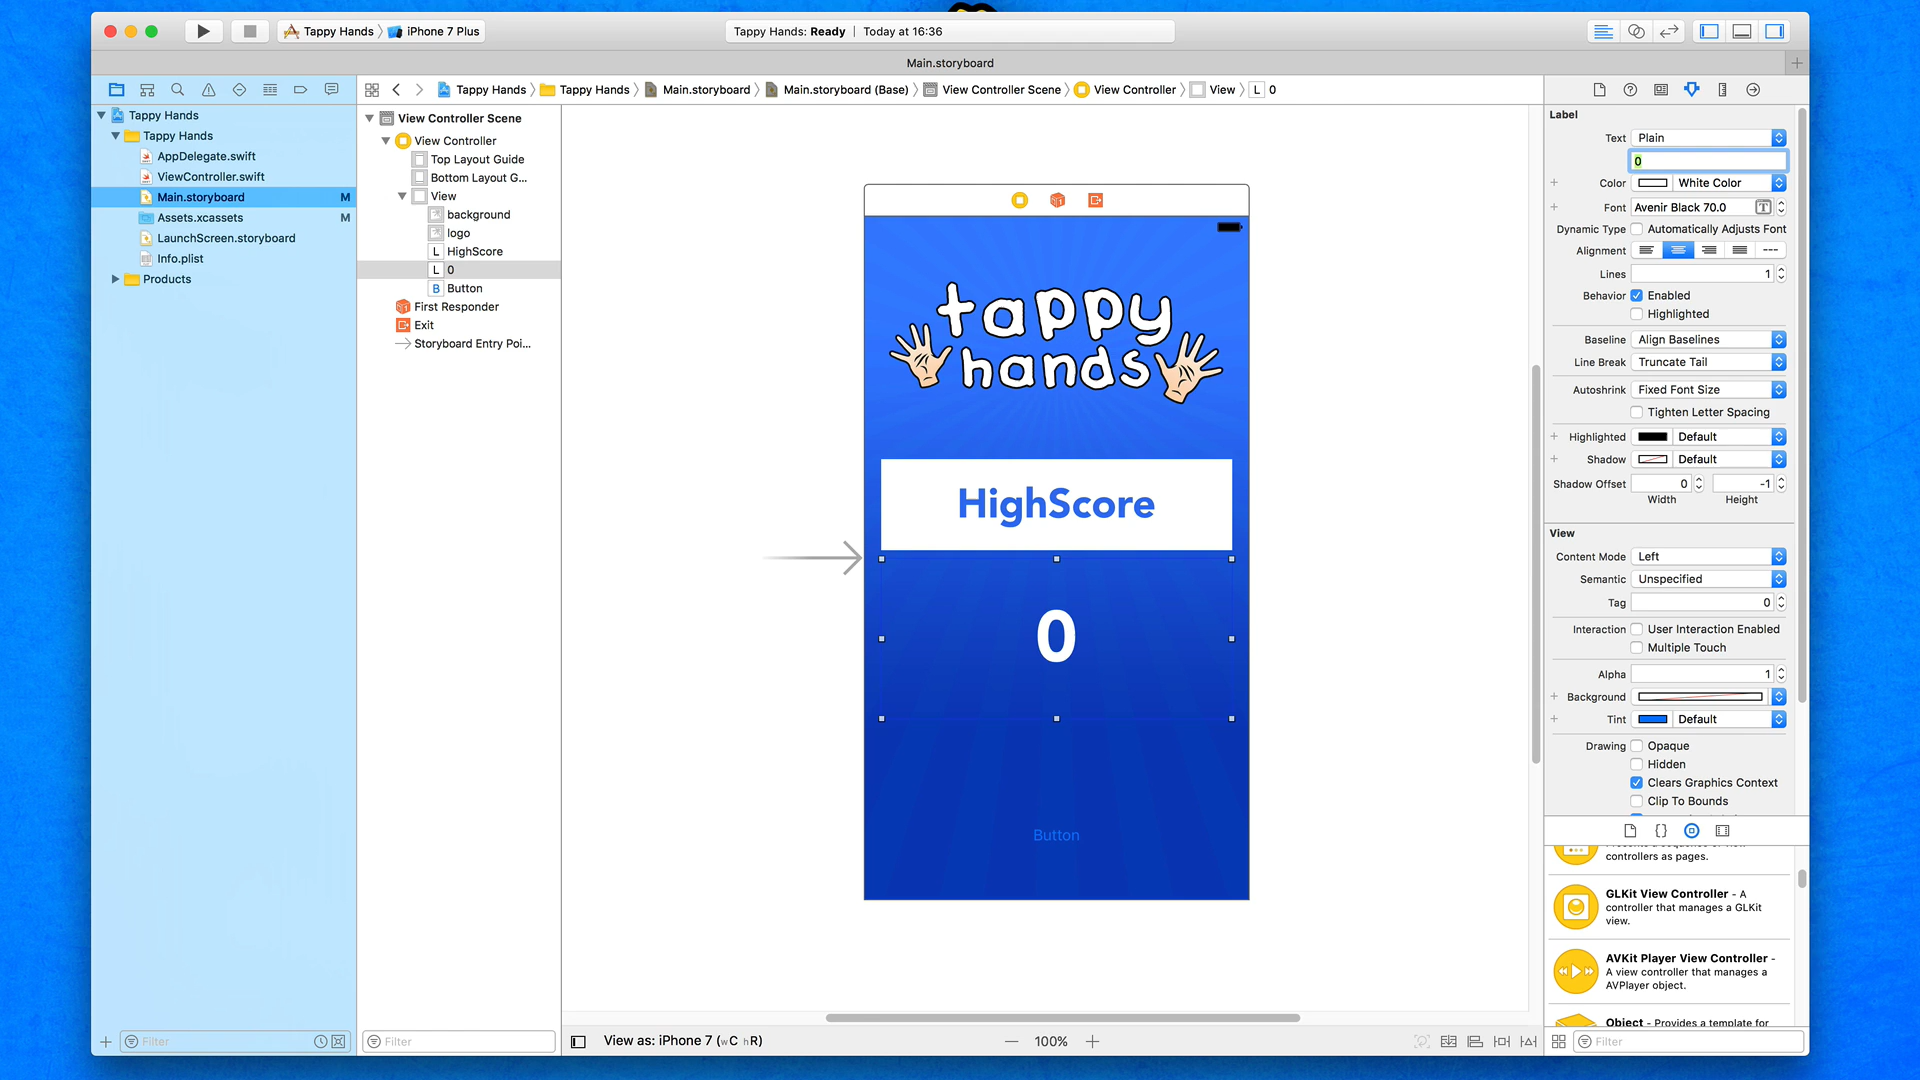 Tappy Hands
iPhone 7 Plus
Tappy Hands: Ready | Today at 16:36
Main.storyboard
Tappy Hands
Tappy Hands
Main.storyboard
Main.storyboard (Base)
View Controller Scene
View Controller
View
L 0
Tappy Hands
Tappy Hands
AppDelegate.swift
ViewController.swift
Main.storyboard M
Assets.xcassets M
LaunchScreen.storyboard
Info.plist
Products
Filter
View Controller Scene
View Controller
Top Layout Guide
Bottom Layout G...
View
background
logo
L HighScore
L 0
B Button
First Responder
Exit
Storyboard Entry Poi...
Filter
tappy
hands
HighScore
0
Button
View as: iPhone 7 (wC hR)
100%
Label
Text Plain
0
Color White Color
Font Avenir Black 70.0 T
Dynamic Type Automatically Adjusts Font
Alignment
Lines 1
Behavior Enabled
Highlighted
Baseline Align Baselines
Line Break Truncate Tail
Autoshrink Fixed Font Size
Tighten Letter Spacing
Highlighted Default
Shadow Default
Shadow Offset 0 -1
Width Height
View
Content Mode Left
Semantic Unspecified
Tag 0
Interaction User Interaction Enabled
Multiple Touch
Alpha 1
Background
Tint Default
Drawing Opaque
Hidden
Clears Graphics Context
Clip To Bounds
controllers as pages.
GLKit View Controller - A
controller that manages a GLKit
view.
AVKit Player View Controller -
A view controller that manages a
AVPlayer object.
Object - Provides a template for
Filter